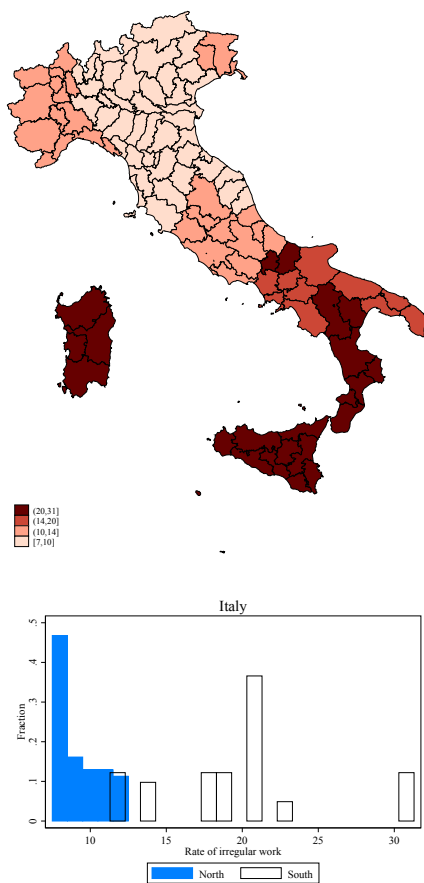 (20,31]
(14,20]
(10,14]
[7,10]
Italy
.5
.4
.3
.2
.1
0
Fraction
10 15 20 25 30
Rate of irregular work
North South